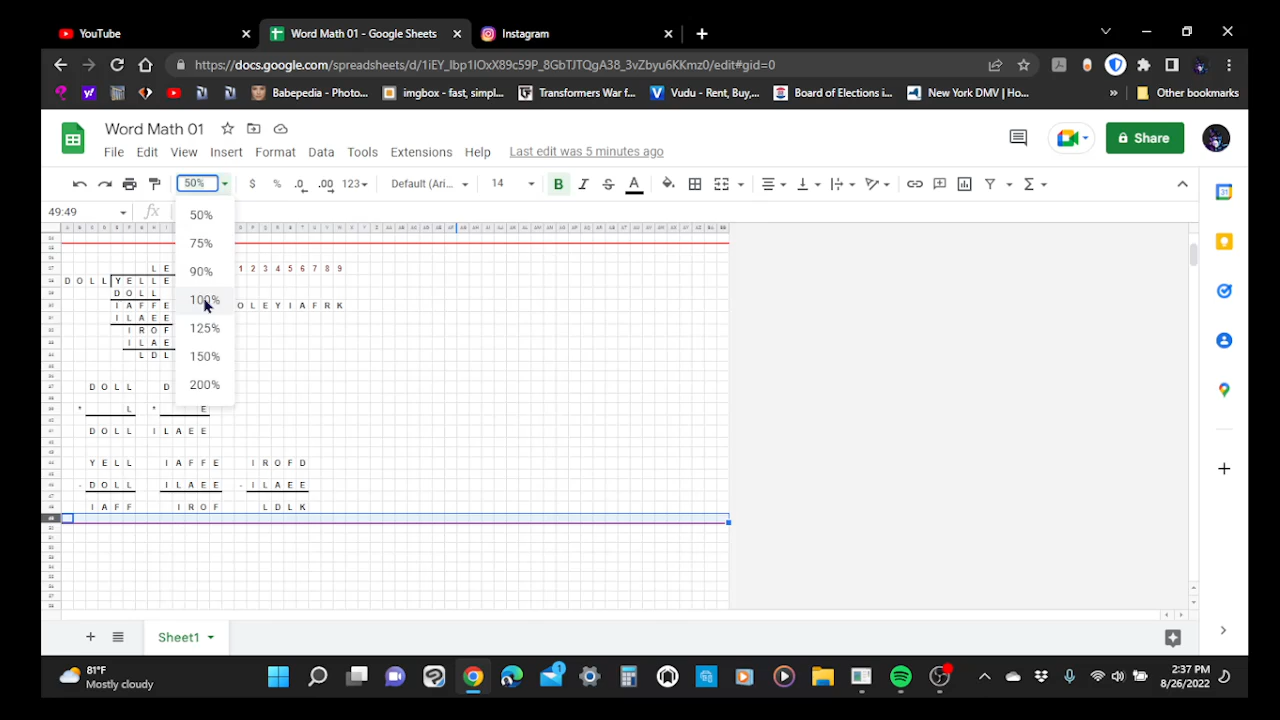 YouTube
Word Math 01 - Google Sheets
Instagram
https://docs.google.com/spreadsheets/d/1iEY_lbp1IOxX89c59P_8GbTJTQgA38_3vZbyu6KKmz0/edit#gid=0
Babepedia - Photo...
imgbox - fast, simpl...
Transformers War f...
Vudu - Rent, Buy,...
Board of Elections i...
New York DMV | Ho...
»
Other bookmarks
Word Math 01
Share
File Edit View Insert Format Data Tools Extensions Help Last edit was 5 minutes ago
50% $ % .0 .00 123 Default (Ari... 14 B I S A Σ
49:49 fx
50%
75%
90%
100%
125%
150%
200%
L E 1 2 3 4 5 6 7 8 9
D O L L Y E L L E
D O L L
I A F F E O L E Y I A F R K
I L A E E
I R O F
I L A E
L D L
D O L L D
* L * E
D O L L I L A E E
Y E L L I A F F E I R O F D
- D O L L I L A E E - I L A E E
I A F F I R O F L D L K
Sheet1
81°F
Mostly cloudy
1
2:37 PM
8/26/2022